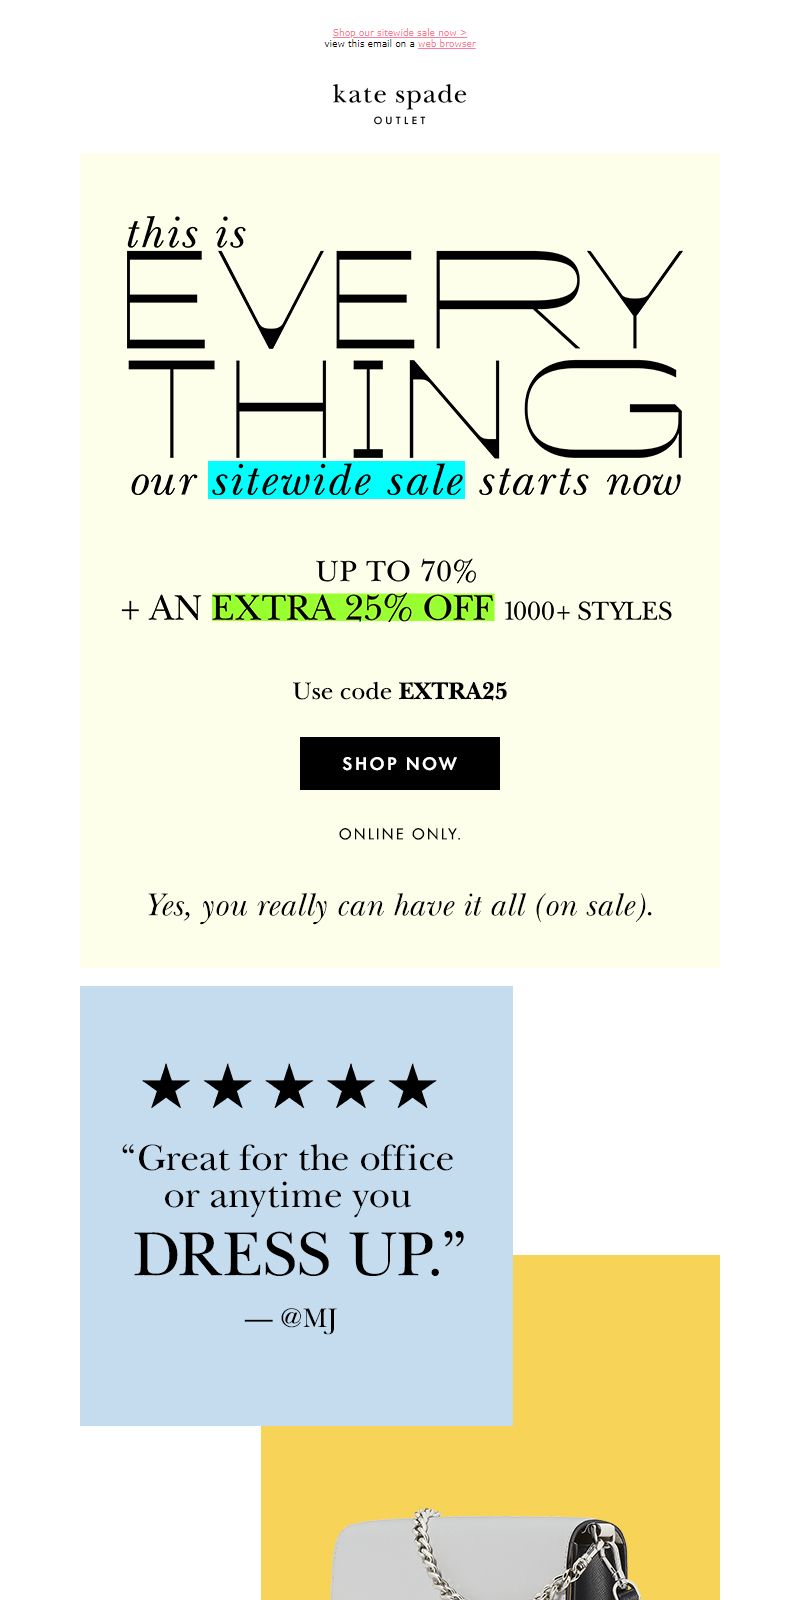 Shop our sitewide sale now >
view this email on a web browser
kate spade
OUTLET
this is
EVERY
THING
our sitewide sale starts now
UP TO 70%
+ AN EXTRA 25% OFF 1000+ STYLES
Use code EXTRA25
SHOP NOW
ONLINE ONLY.
Yes, you really can have it all (on sale).
“Great for the office
or anytime you
DRESS UP.”
— @MJ